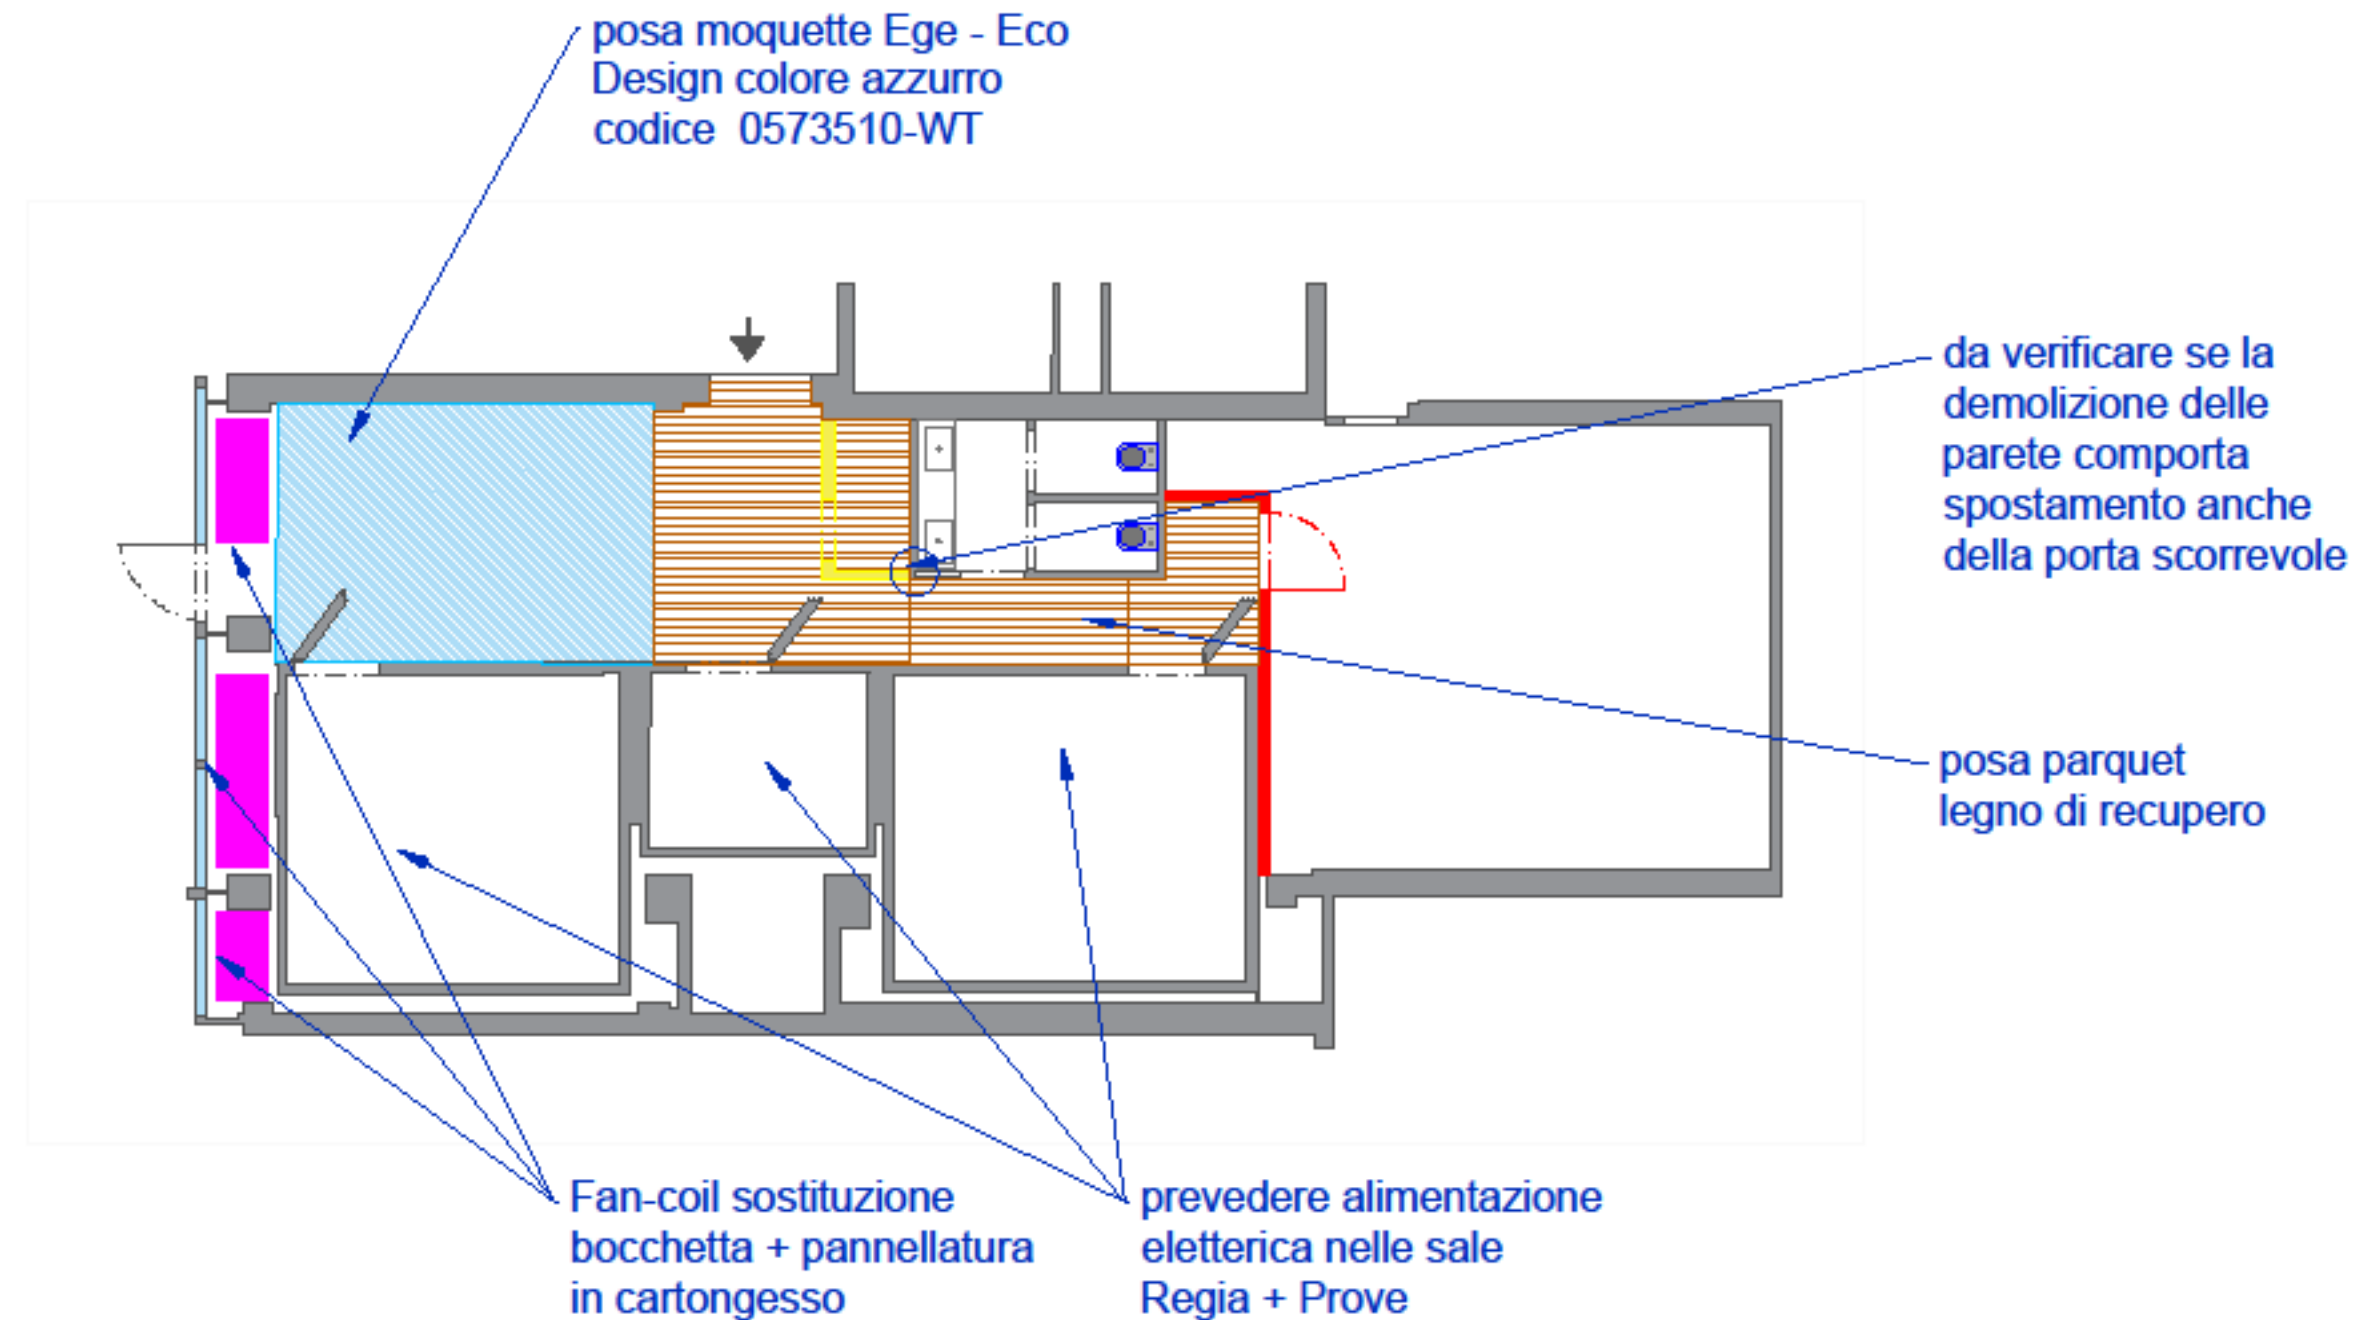 posa moquette Ege - Eco
Design colore azzurro
codice  0573510-WT
da verificare se la
demolizione delle
parete comporta
spostamento anche
della porta scorrevole
posa parquet
legno di recupero
Fan-coil sostituzione
bocchetta + pannellatura
in cartongesso
prevedere alimentazione
eletterica nelle sale
Regia + Prove